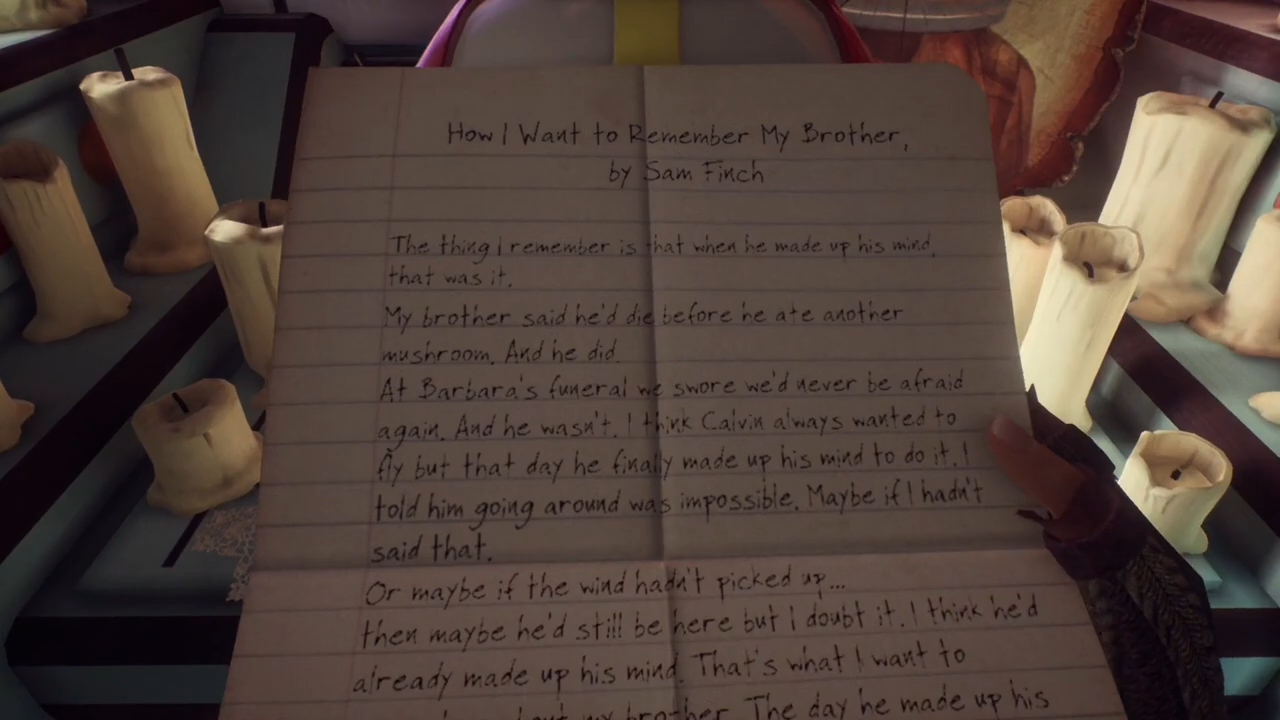 How I Want to Remember My Brother,
by Sam Finch
The thing I remember is that when he made up his mind,
that was it.
My brother said he'd die before he ate another
mushroom. And he did.
At Barbara's funeral we swore we'd never be afraid
again. And he wasn't. I think Calvin always wanted to
fly but that day he finally made up his mind to do it. I
told him going around was impossible. Maybe if I hadn't
said that.
Or maybe if the wind hadn't picked up...
then maybe he'd still be here but I doubt it. I think he'd
already made up his mind. That's what I want to
my brother. The day he made up his